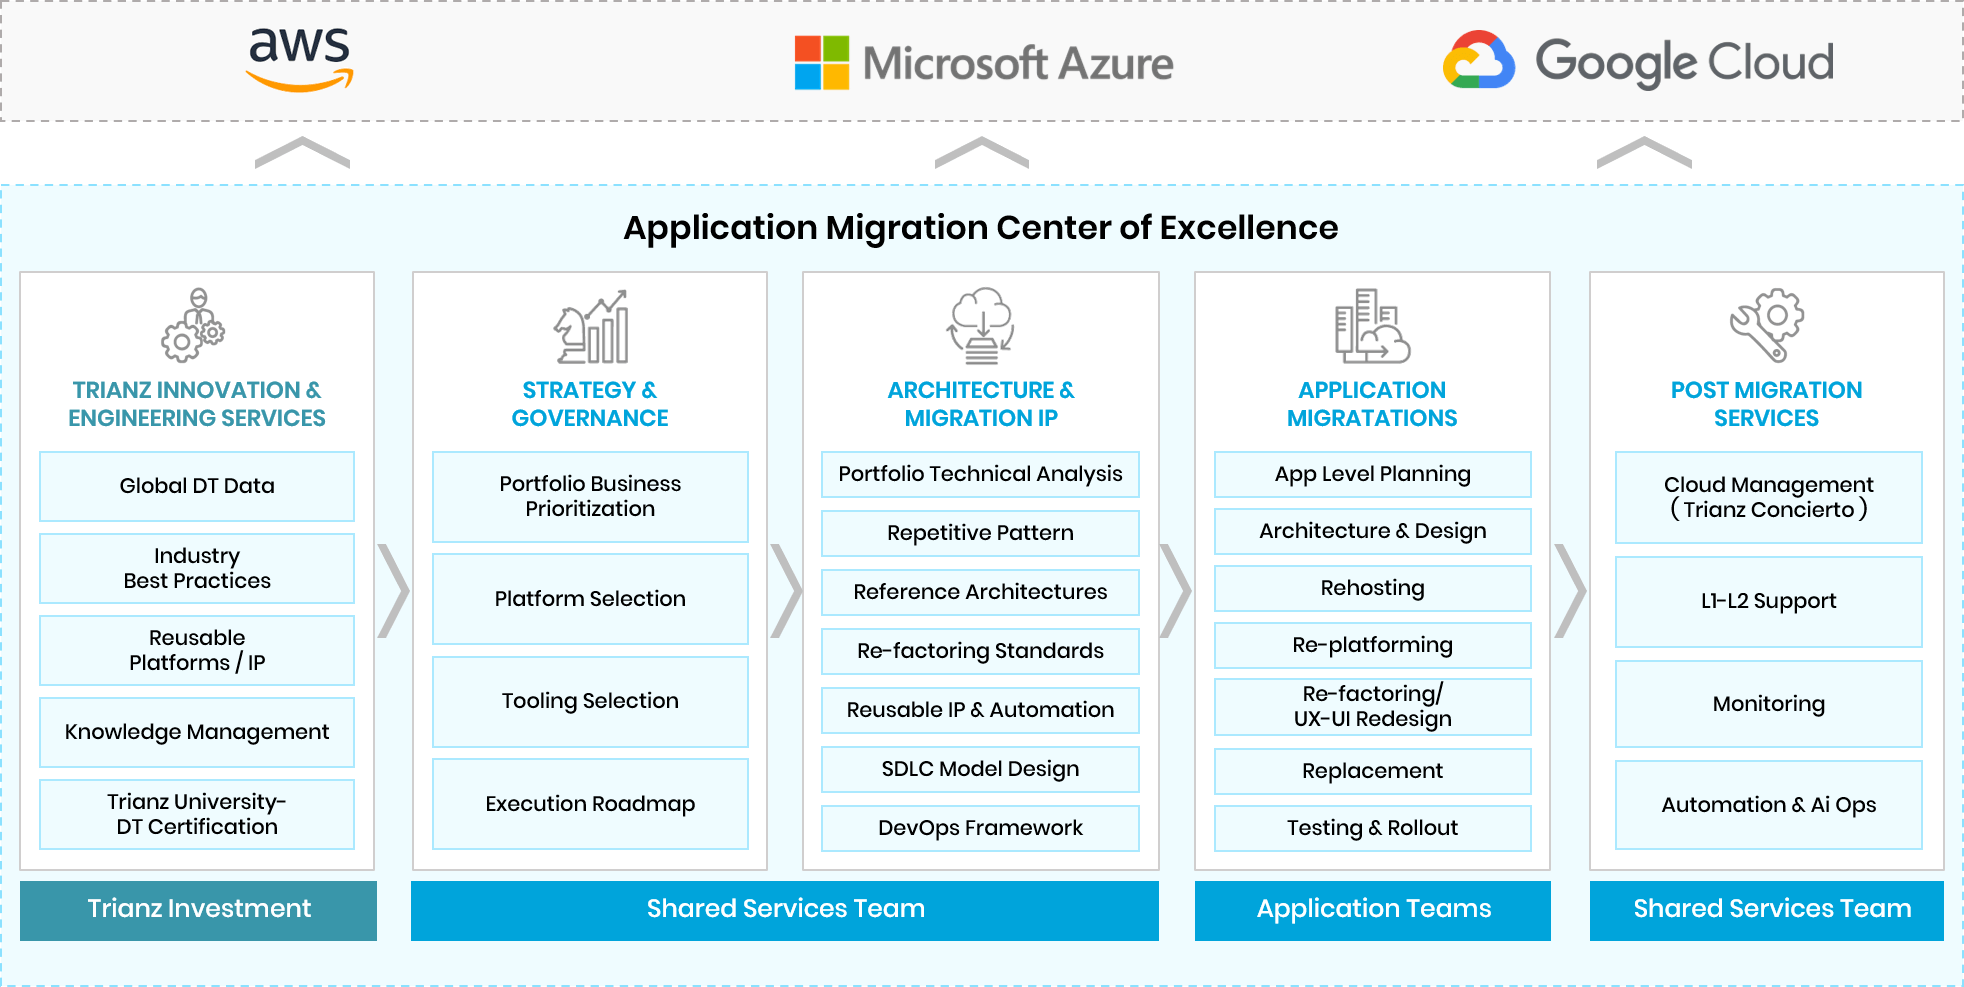 aws
Microsoft Azure
Google Cloud
Application Migration Center of Excellence
TRIANZ INNOVATION &
ENGINEERING SERVICES
Global DT Data
Industry
Best Practices
Reusable
Platforms / IP
Knowledge Management
Trianz University-
DT Certification
Trianz Investment
STRATEGY &
GOVERNANCE
Portfolio Business
Prioritization
Platform Selection
Tooling Selection
Execution Roadmap
ARCHITECTURE &
MIGRATION IP
Portfolio Technical Analysis
Repetitive Pattern
Reference Architectures
Re-factoring Standards
Reusable IP & Automation
SDLC Model Design
DevOps Framework
Shared Services Team
APPLICATION
MIGRATATIONS
App Level Planning
Architecture & Design
Rehosting
Re-platforming
Re-factoring/
UX-UI Redesign
Replacement
Testing & Rollout
Application Teams
POST MIGRATION
SERVICES
Cloud Management
( Trianz Concierto )
L1-L2 Support
Monitoring
Automation & Ai Ops
Shared Services Team